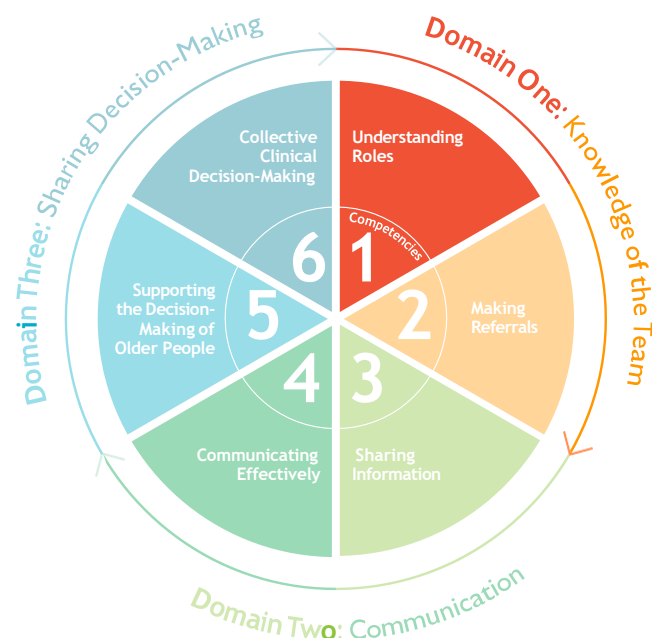 Domain One: Knowledge of the Team
Understanding
Roles
Competencies
1
2
Making
Referrals
3
Sharing
Information
Domain Two: Communication
4
Communicating
Effectively
5
Supporting
the Decision-
Making of
Older People
Domain Three: Sharing Decision-Making
6
Collective
Clinical
Decision-Making